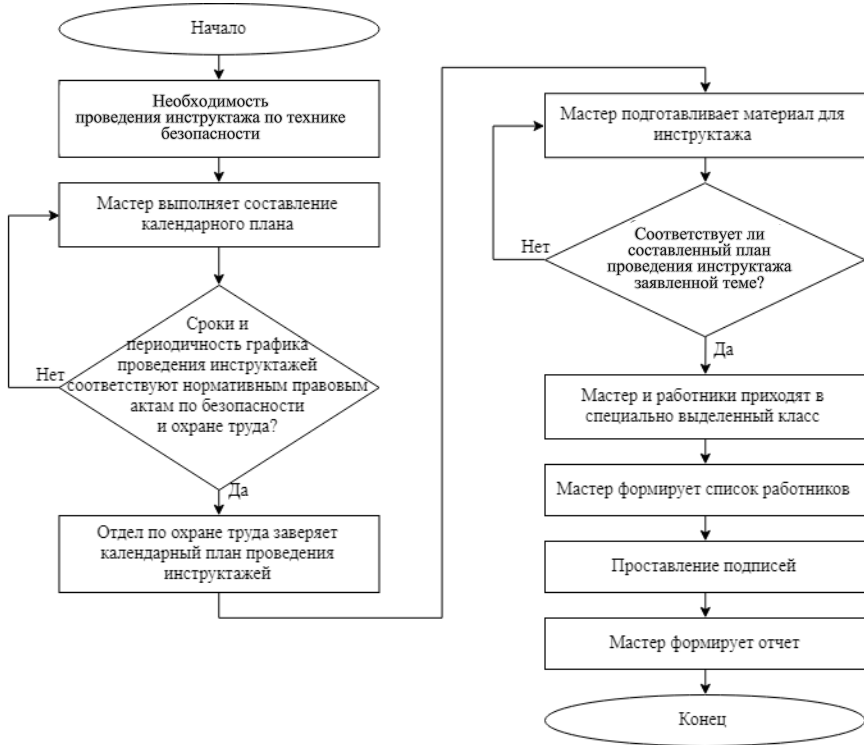 Начало
Необходимость
проведения инструктажа по технике
безопасности
Мастер выполняет составление
календарного плана
Сроки и
периодичность графика
проведения инструктажей
соответствуют нормативным правовым
актам по безопасности
и охране труда?
Нет
Да
Отдел по охране труда заверяет
календарный план проведения
инструктажей
Мастер подготавливает материал для
инструктажа
Соответствует ли
составленный план
проведения инструктажа
заявленной теме?
Нет
Да
Мастер и работники приходят в
специально выделенный класс
Мастер формирует список работников
Проставление подписей
Мастер формирует отчет
Конец